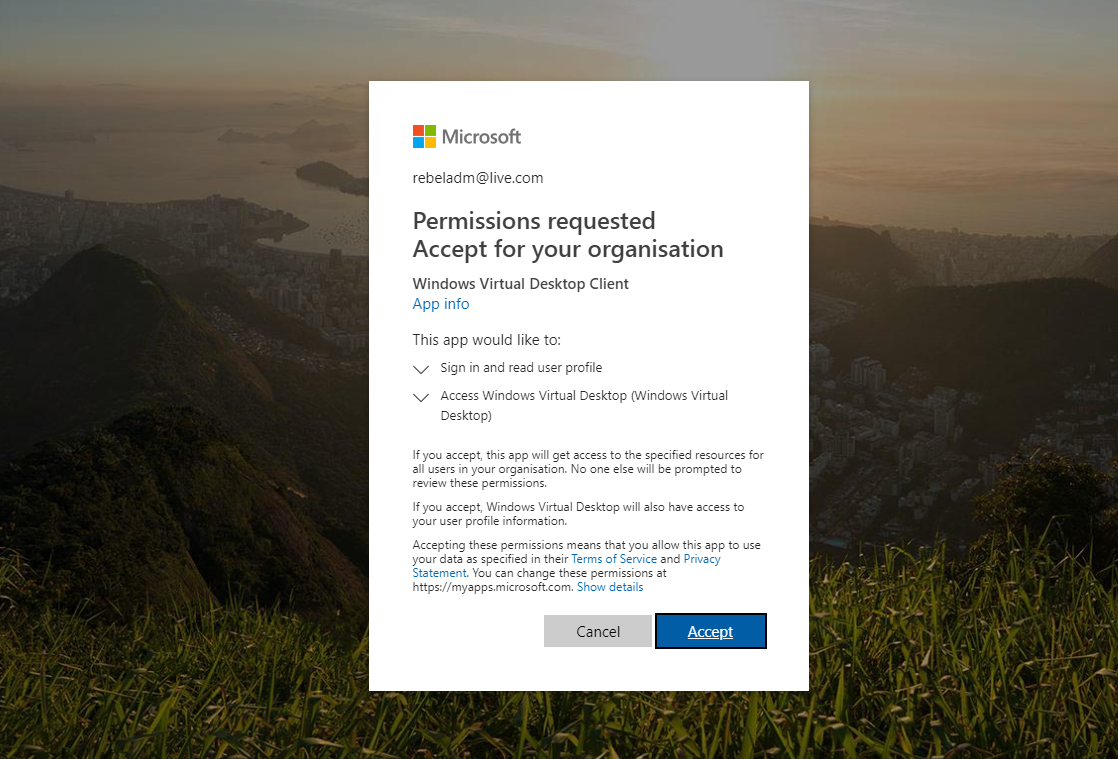 Microsoft
rebeladm@live.com
Permissions requested
Accept for your organisation
Windows Virtual Desktop Client
App info
This app would like to:
Sign in and read user profile
Access Windows Virtual Desktop (Windows Virtual
Desktop)
If you accept, this app will get access to the specified resources for
all users in your organisation. No one else will be prompted to
review these permissions.
If you accept, Windows Virtual Desktop will also have access to
your user profile information.
Accepting these permissions means that you allow this app to use
your data as specified in their Terms of Service and Privacy
Statement. You can change these permissions at
https://myapps.microsoft.com. Show details
Cancel Accept